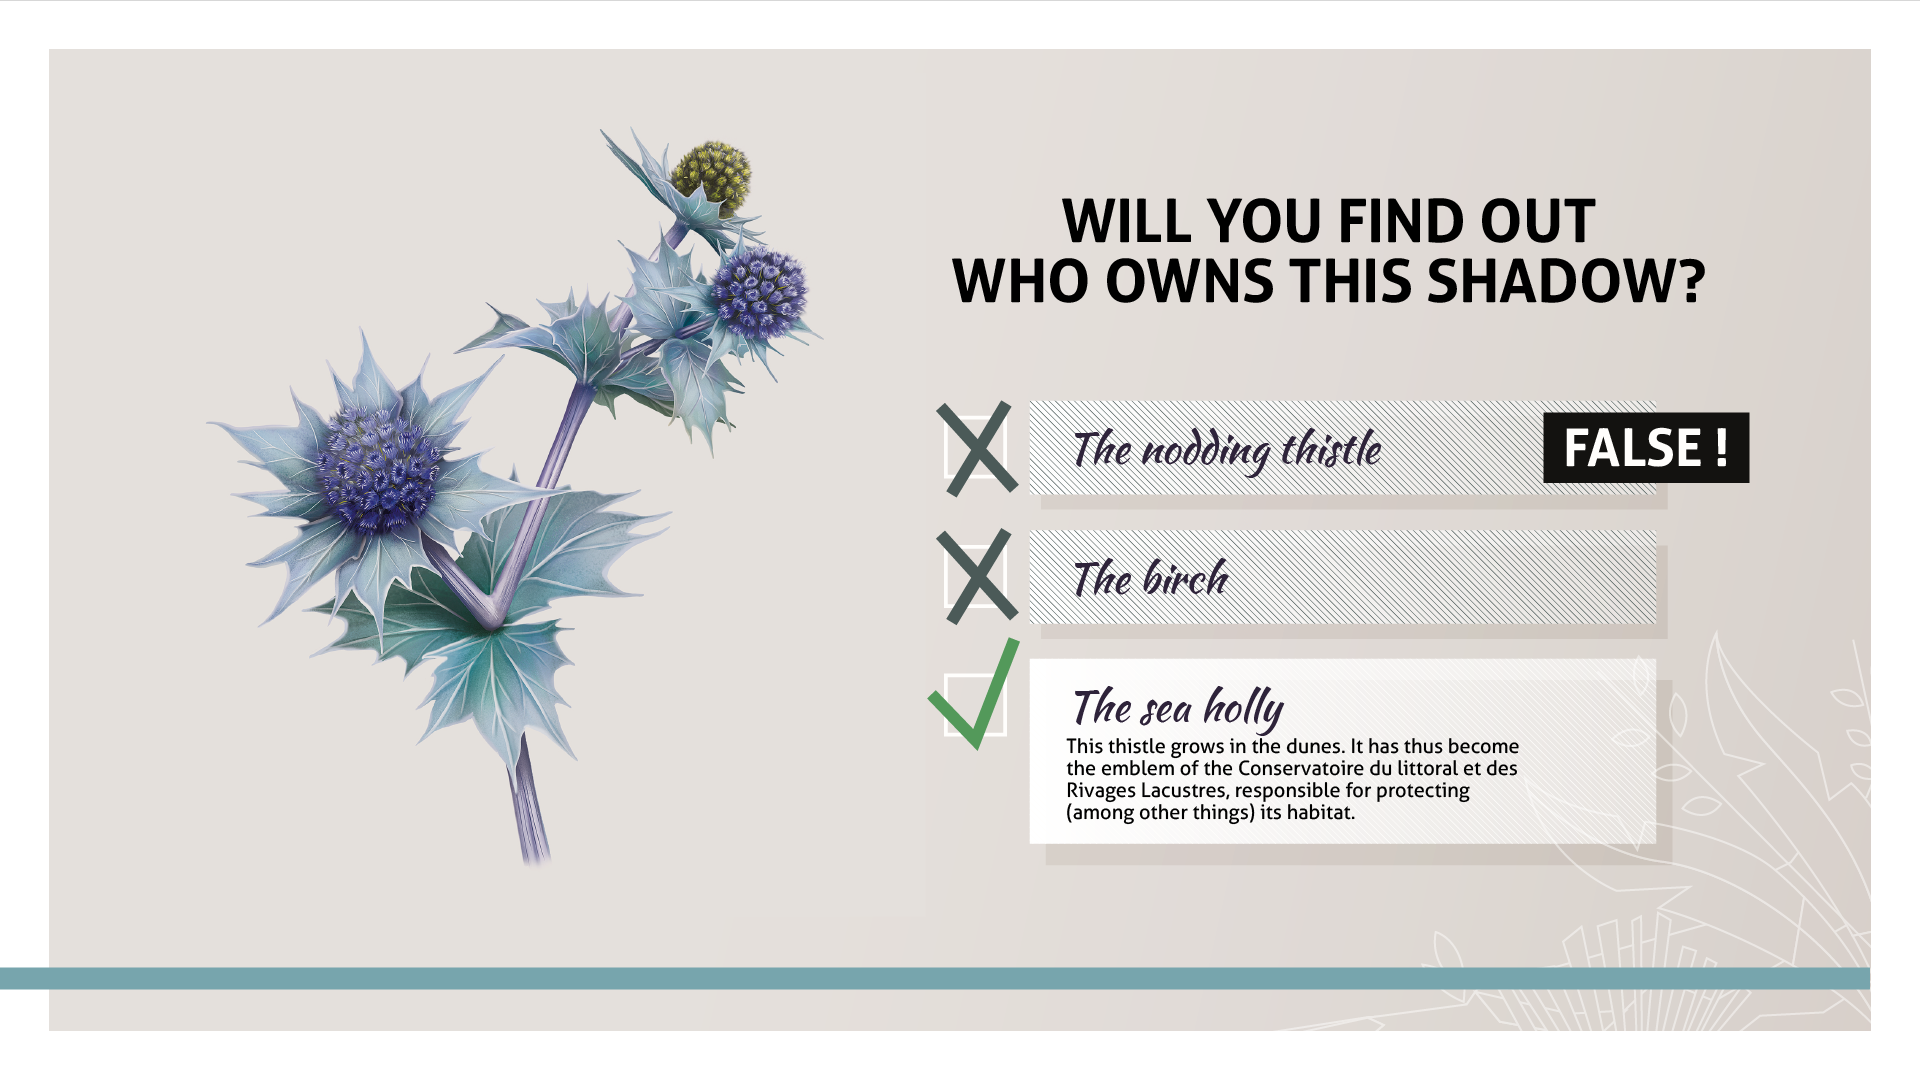 WILL YOU FIND OUT
WHO OWNS THIS SHADOW?
The nodding thistle
FALSE !
The birch
The sea holly
This thistle grows in the dunes. It has thus become
the emblem of the Conservatoire du littoral et des
Rivages Lacustres, responsible for protecting
(among other things) its habitat.